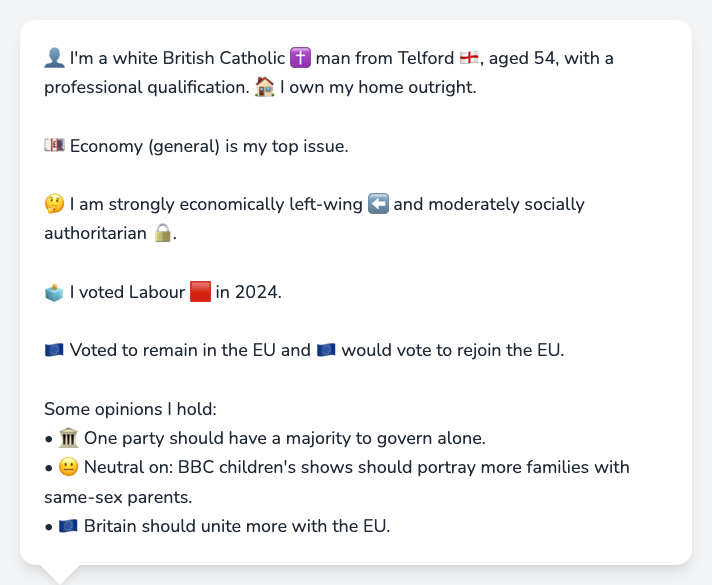 👤 I'm a white British Catholic ✝️ man from Telford 🏴󠁧󠁢󠁥󠁮󠁧󠁿, aged 54, with a
professional qualification. 🏠 I own my home outright.
💷 Economy (general) is my top issue.
🤔 I am strongly economically left-wing ⬅️ and moderately socially
authoritarian 🔒.
🗳️ I voted Labour 🟥 in 2024.
🇪🇺 Voted to remain in the EU and 🇪🇺 would vote to rejoin the EU.
Some opinions I hold:
• 🏛️ One party should have a majority to govern alone.
• 😐 Neutral on: BBC children's shows should portray more families with
same-sex parents.
• 🇪🇺 Britain should unite more with the EU.